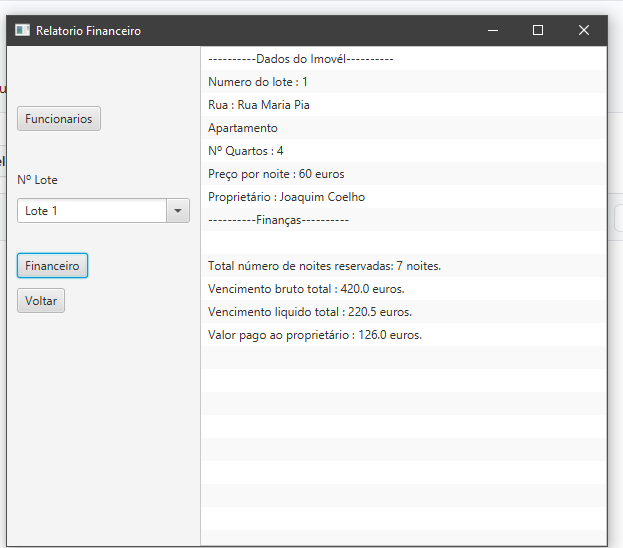 Relatorio Financeiro
Funcionarios
Nº Lote
Lote 1
Financeiro
Voltar
----------Dados do Imovél----------
Numero do lote : 1
Rua : Rua Maria Pia
Apartamento
Nº Quartos : 4
Preço por noite : 60 euros
Proprietário : Joaquim Coelho
----------Finanças----------
Total número de noites reservadas: 7 noites.
Vencimento bruto total : 420.0 euros.
Vencimento liquido total : 220.5 euros.
Valor pago ao proprietário : 126.0 euros.